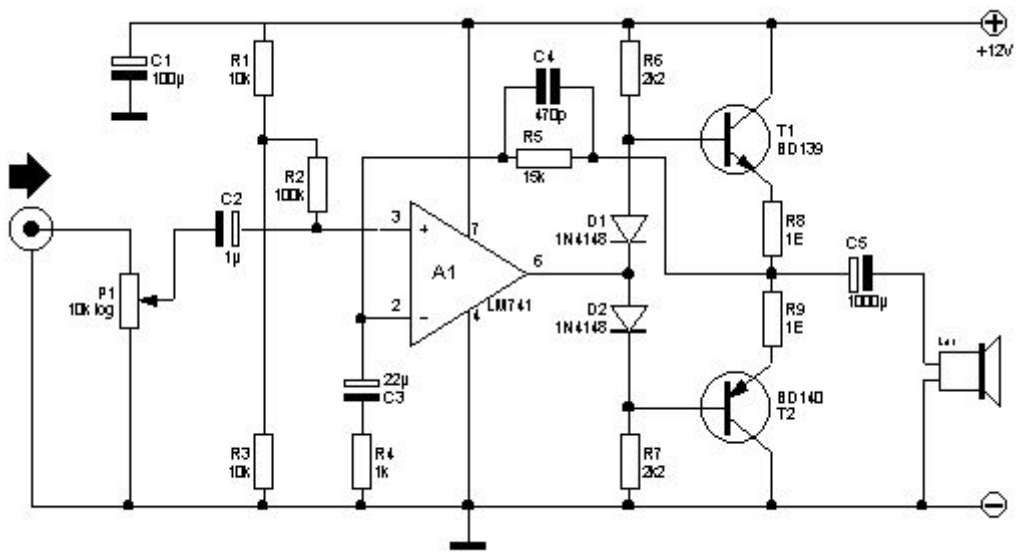 +
+12V
C1
100µ
R1
10k
C4
470p
R6
2k2
T1
BD139
R5
15k
R2
100k
C2
1µ
3
+
7
D1
1N4148
R8
1E
C5
1000µ
A1
6
P1
10k log
2
−
4
LM741
D2
1N4148
R9
1E
22µ
C3
BD140
T2
R3
10k
R4
1k
R7
2k2
−